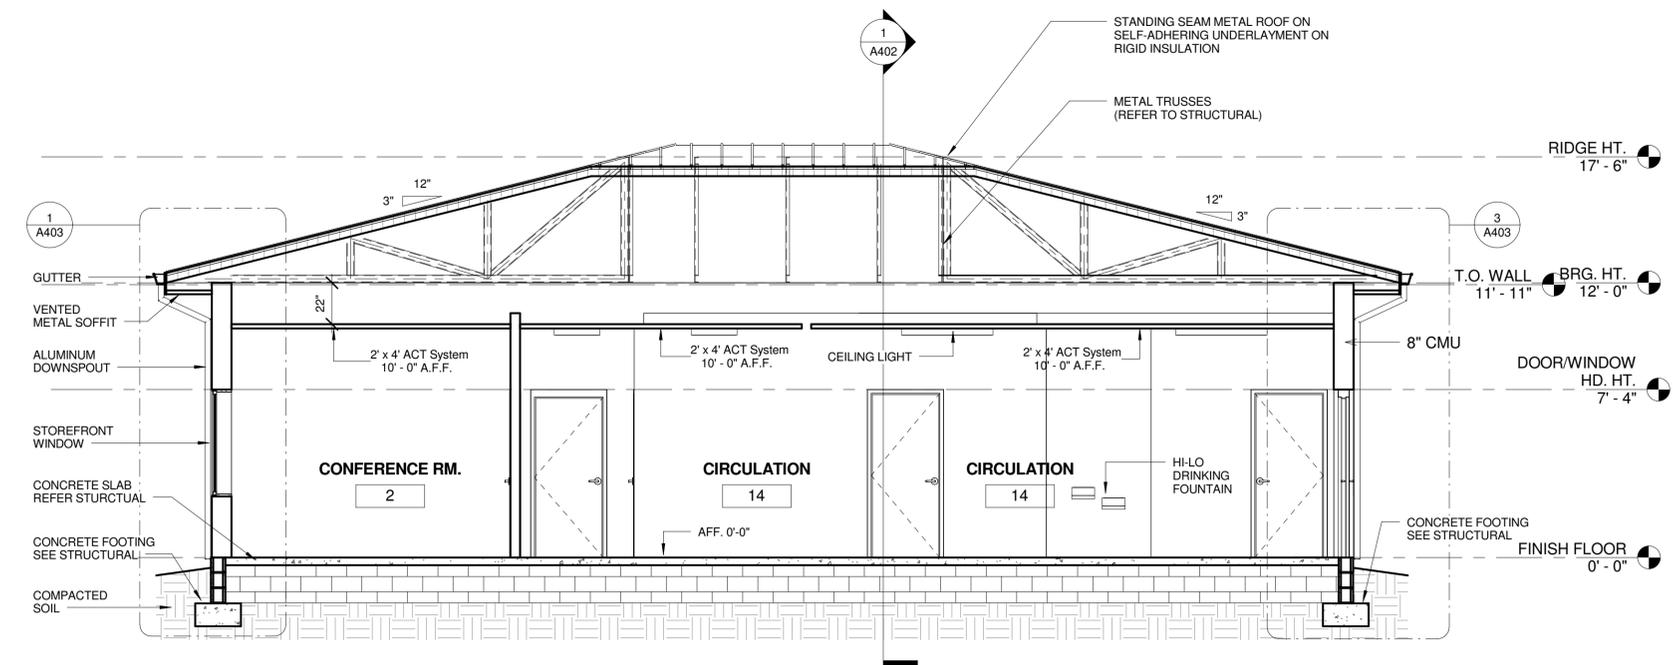 1
A402
STANDING SEAM METAL ROOF ON
SELF-ADHERING UNDERLAYMENT ON
RIGID INSULATION
METAL TRUSSES
(REFER TO STRUCTURAL)
RIDGE HT.
17' - 6"
12"
3"
12"
3"
1
A403
3
A403
GUTTER
T.O. WALL
11' - 11"
BRG. HT.
12' - 0"
22"
VENTED
METAL SOFFIT
ALUMINUM
DOWNSPOUT
2' x 4' ACT System
10' - 0" A.F.F.
2' x 4' ACT System
10' - 0" A.F.F.
CEILING LIGHT
2' x 4' ACT System
10' - 0" A.F.F.
8" CMU
DOOR/WINDOW
HD. HT.
7' - 4"
STOREFRONT
WINDOW
CONFERENCE RM.
2
CIRCULATION
14
CIRCULATION
14
HI-LO
DRINKING
FOUNTAIN
CONCRETE SLAB
REFER STURCTUAL
AFF. 0'-0"
CONCRETE FOOTING
SEE STRUCTURAL
CONCRETE FOOTING
SEE STRUCTURAL
FINISH FLOOR
0' - 0"
COMPACTED
SOIL